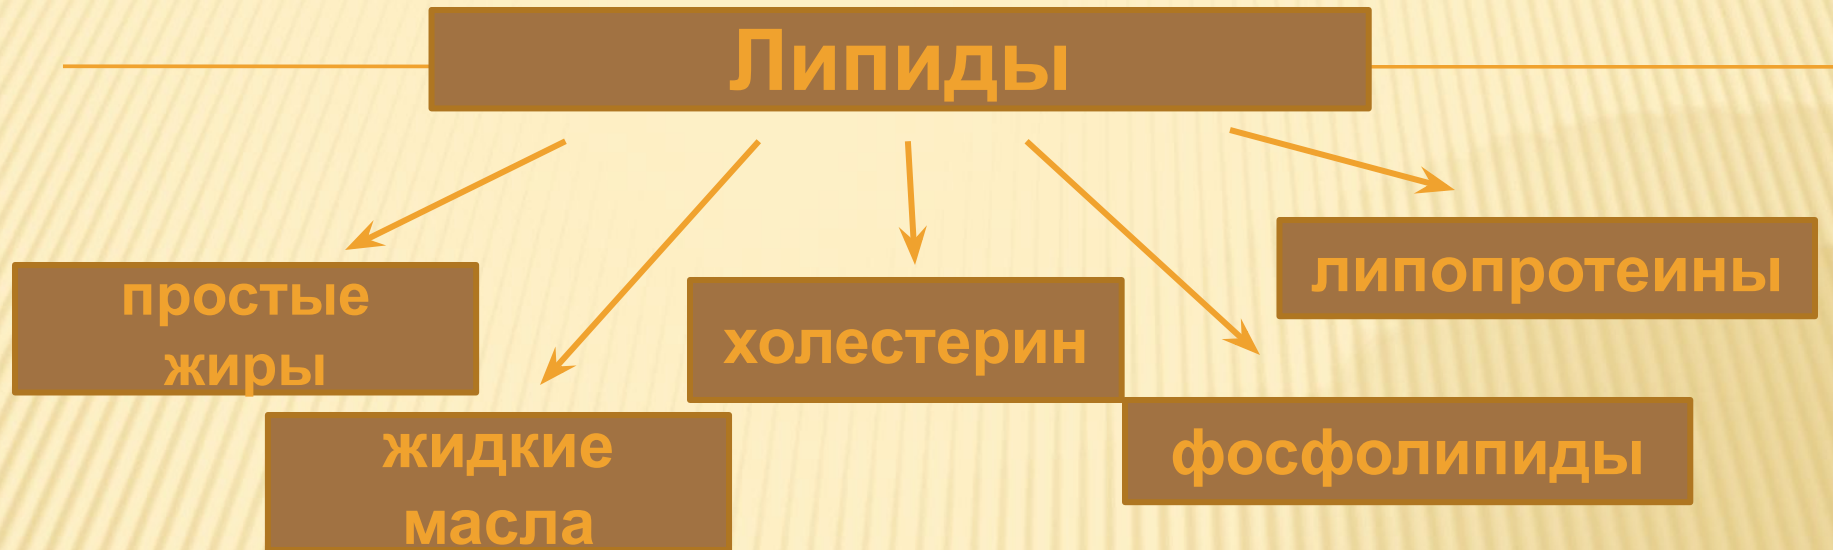 Липиды
простые
жиры
жидкие
масла
холестерин
фосфолипиды
липопротеины